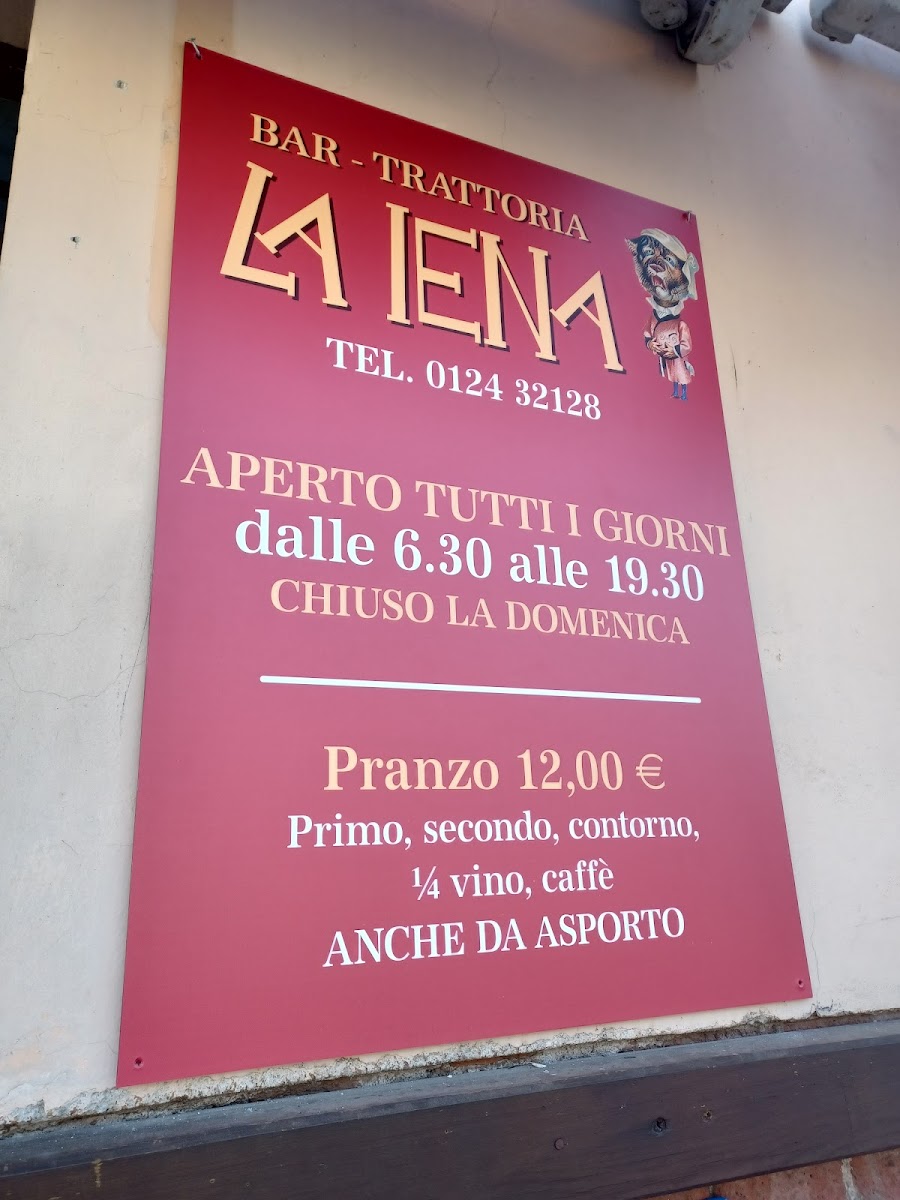 BAR - TRATTORIA
LA IENA
TEL. 0124 32128
APERTO TUTTI I GIORNI
dalle 6.30 alle 19.30
CHIUSO LA DOMENICA
Pranzo 12,00 €
Primo, secondo, contorno,
¼ vino, caffè
ANCHE DA ASPORTO